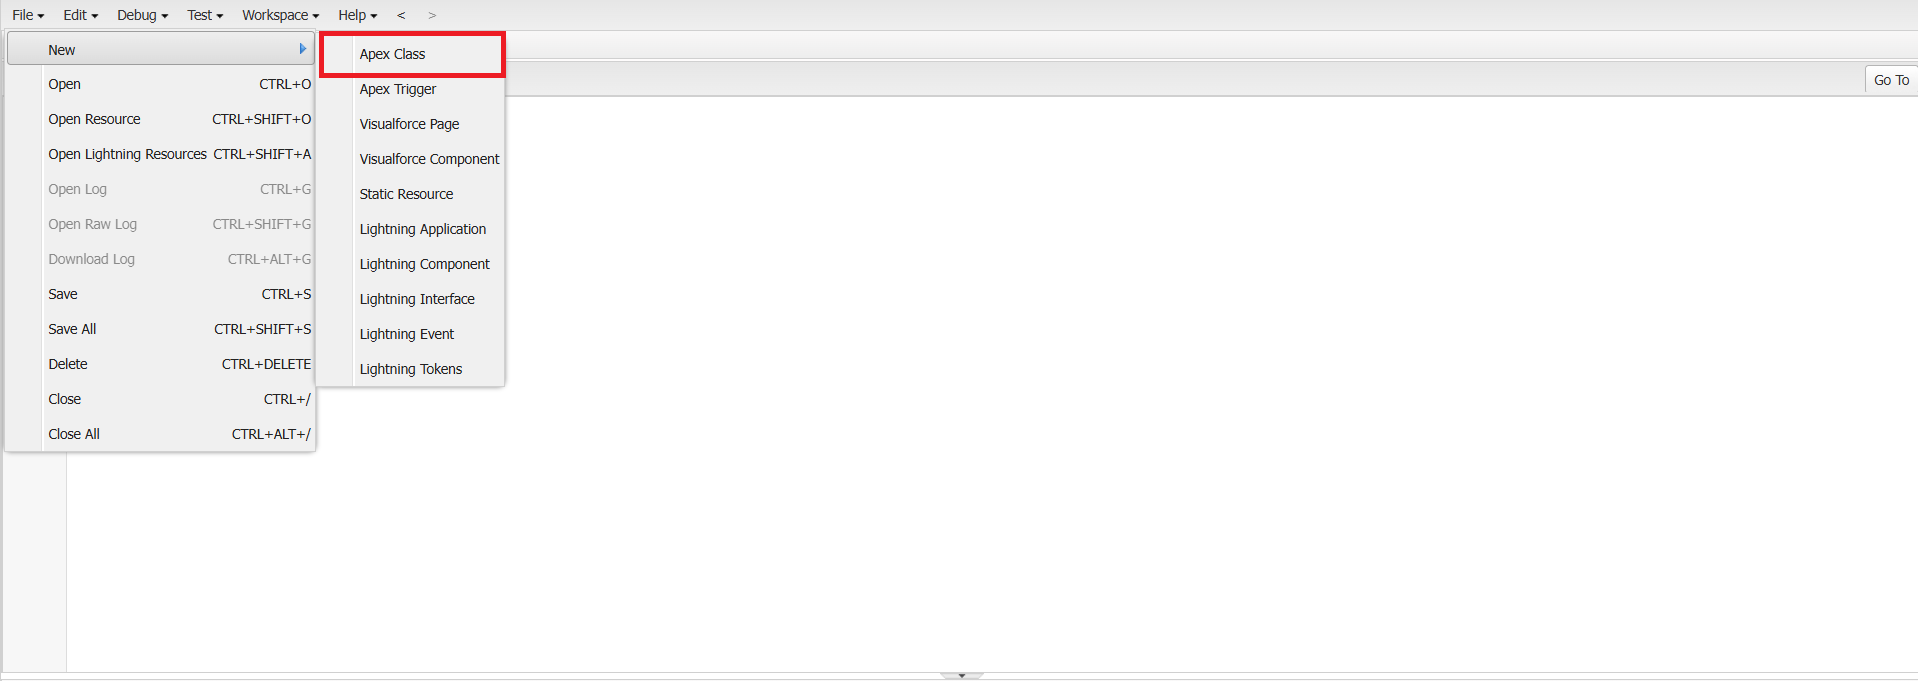 File Edit Debug Test Workspace Help < >
New
Open CTRL+O
Open Resource CTRL+SHIFT+O
Open Lightning Resources CTRL+SHIFT+A
Open Log CTRL+G
Open Raw Log CTRL+SHIFT+G
Download Log CTRL+ALT+G
Save CTRL+S
Save All CTRL+SHIFT+S
Delete CTRL+DELETE
Close CTRL+/
Close All CTRL+ALT+/
Apex Class
Apex Trigger
Visualforce Page
Visualforce Component
Static Resource
Lightning Application
Lightning Component
Lightning Interface
Lightning Event
Lightning Tokens
Go To